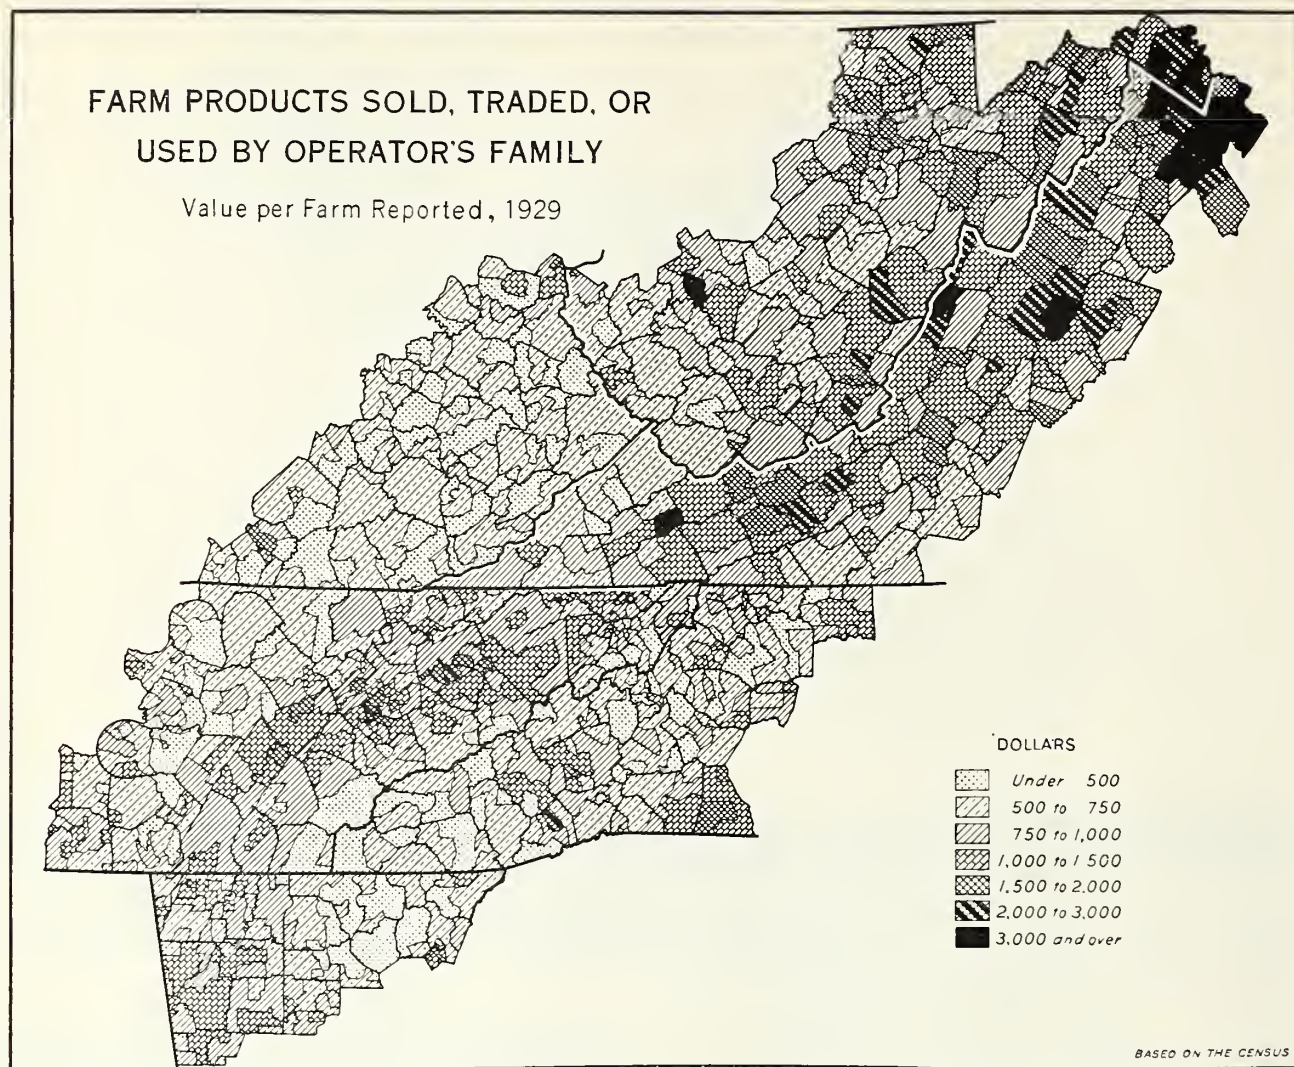 FARM PRODUCTS SOLD, TRADED, OR
USED BY OPERATOR'S FAMILY
Value per Farm Reported, 1929
DOLLARS
Under 500
500 to 750
750 to 1,000
1,000 to 1 500
1,500 to 2,000
2,000 to 3,000
3,000 and over
BASED ON THE CENSUS